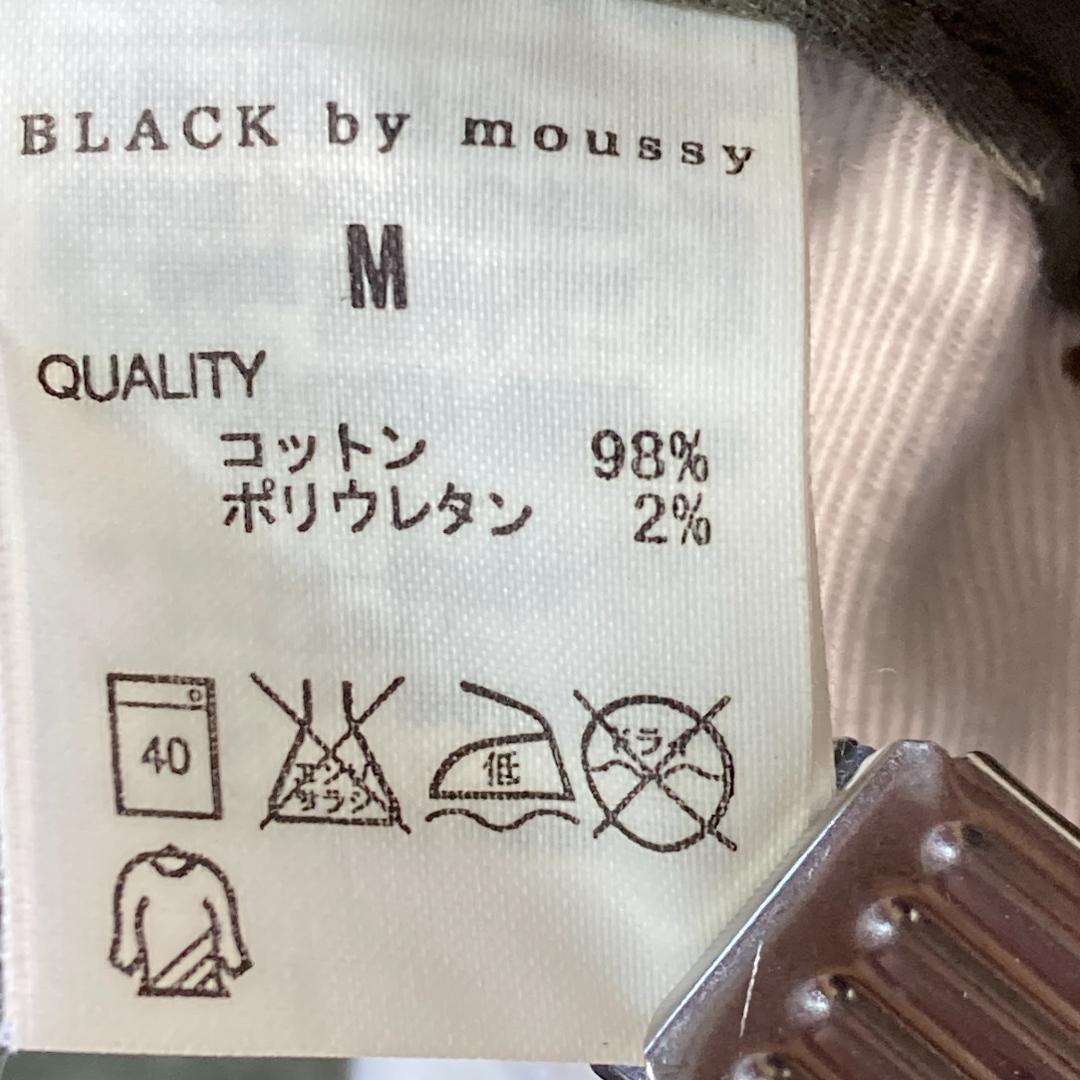 BLACK by moussy
M
QUALITY
コットン 98%
ポリウレタン 2%
40
エンソ
サラシ
低
ドライ